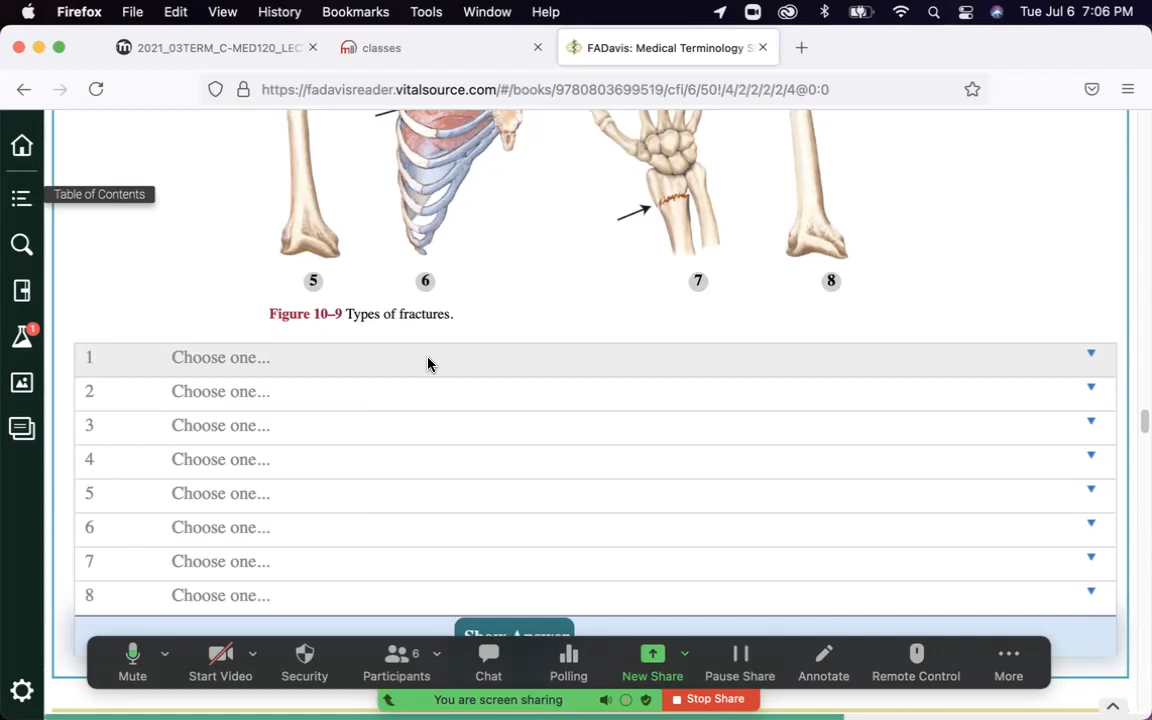 Firefox File Edit View History Bookmarks Tools Window Help Tue Jul 6 7:06 PM
2021_03TERM_C-MED120_LEC classes FADavis: Medical Terminology S
https://fadavisreader.vitalsource.com/#/books/9780803699519/cfi/6/50!/4/2/2/2/2/4@0:0
Table of Contents
5 6 7 8
Figure 10–9 Types of fractures.
1
1 Choose one...
2 Choose one...
3 Choose one...
4 Choose one...
5 Choose one...
6 Choose one...
7 Choose one...
8 Choose one...
Show Answer
6
Mute Start Video Security Participants Chat Polling New Share Pause Share Annotate Remote Control More
You are screen sharing Stop Share